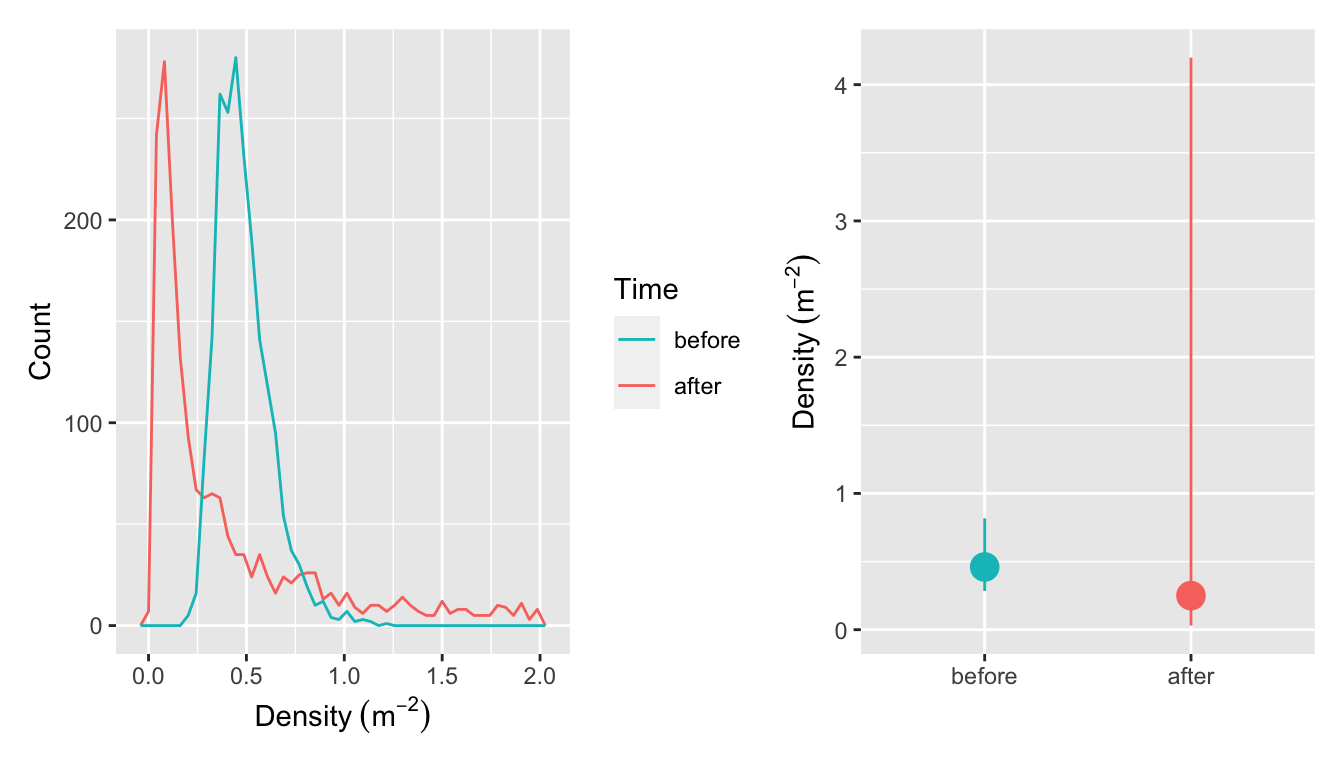 200
100
0
Count
0.0 0.5 1.0 1.5 2.0
Density (m⁻²)
Time
before
after
4
3
2
1
0
Density (m⁻²)
before after